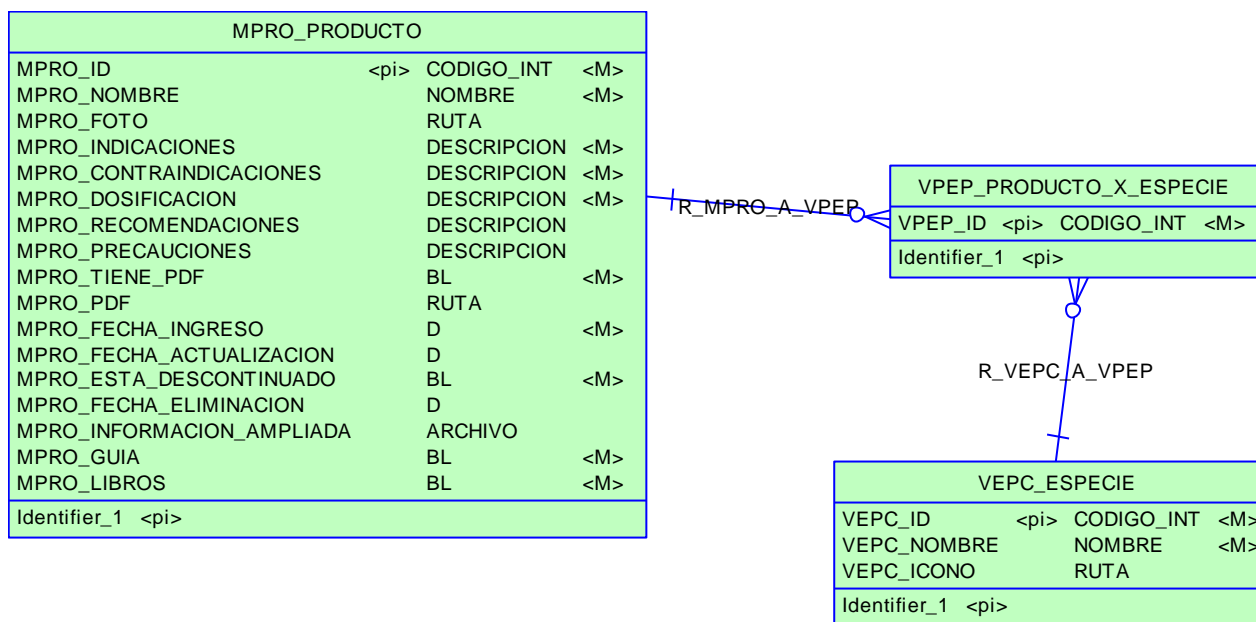 MPRO_PRODUCTO
MPRO_ID <pi> CODIGO_INT <M>
MPRO_NOMBRE NOMBRE <M>
MPRO_FOTO RUTA
MPRO_INDICACIONES DESCRIPCION <M>
MPRO_CONTRAINDICACIONES DESCRIPCION <M>
MPRO_DOSIFICACION DESCRIPCION <M>
MPRO_RECOMENDACIONES DESCRIPCION
MPRO_PRECAUCIONES DESCRIPCION
MPRO_TIENE_PDF BL <M>
MPRO_PDF RUTA
MPRO_FECHA_INGRESO D <M>
MPRO_FECHA_ACTUALIZACION D
MPRO_ESTA_DESCONTINUADO BL <M>
MPRO_FECHA_ELIMINACION D
MPRO_INFORMACION_AMPLIADA ARCHIVO
MPRO_GUIA BL <M>
MPRO_LIBROS BL <M>
Identifier_1 <pi>
R_MPRO_A_VPEP
VPEP_PRODUCTO_X_ESPECIE
VPEP_ID <pi> CODIGO_INT <M>
Identifier_1 <pi>
R_VEPC_A_VPEP
VEPC_ESPECIE
VEPC_ID <pi> CODIGO_INT <M>
VEPC_NOMBRE NOMBRE <M>
VEPC_ICONO RUTA
Identifier_1 <pi>